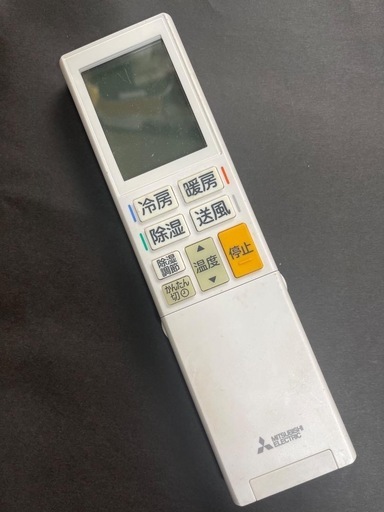 冷房
暖房
除湿
送風
除湿
調節
▲
温度
▼
停止
かんたん
切
MITSUBISHI
ELECTRIC